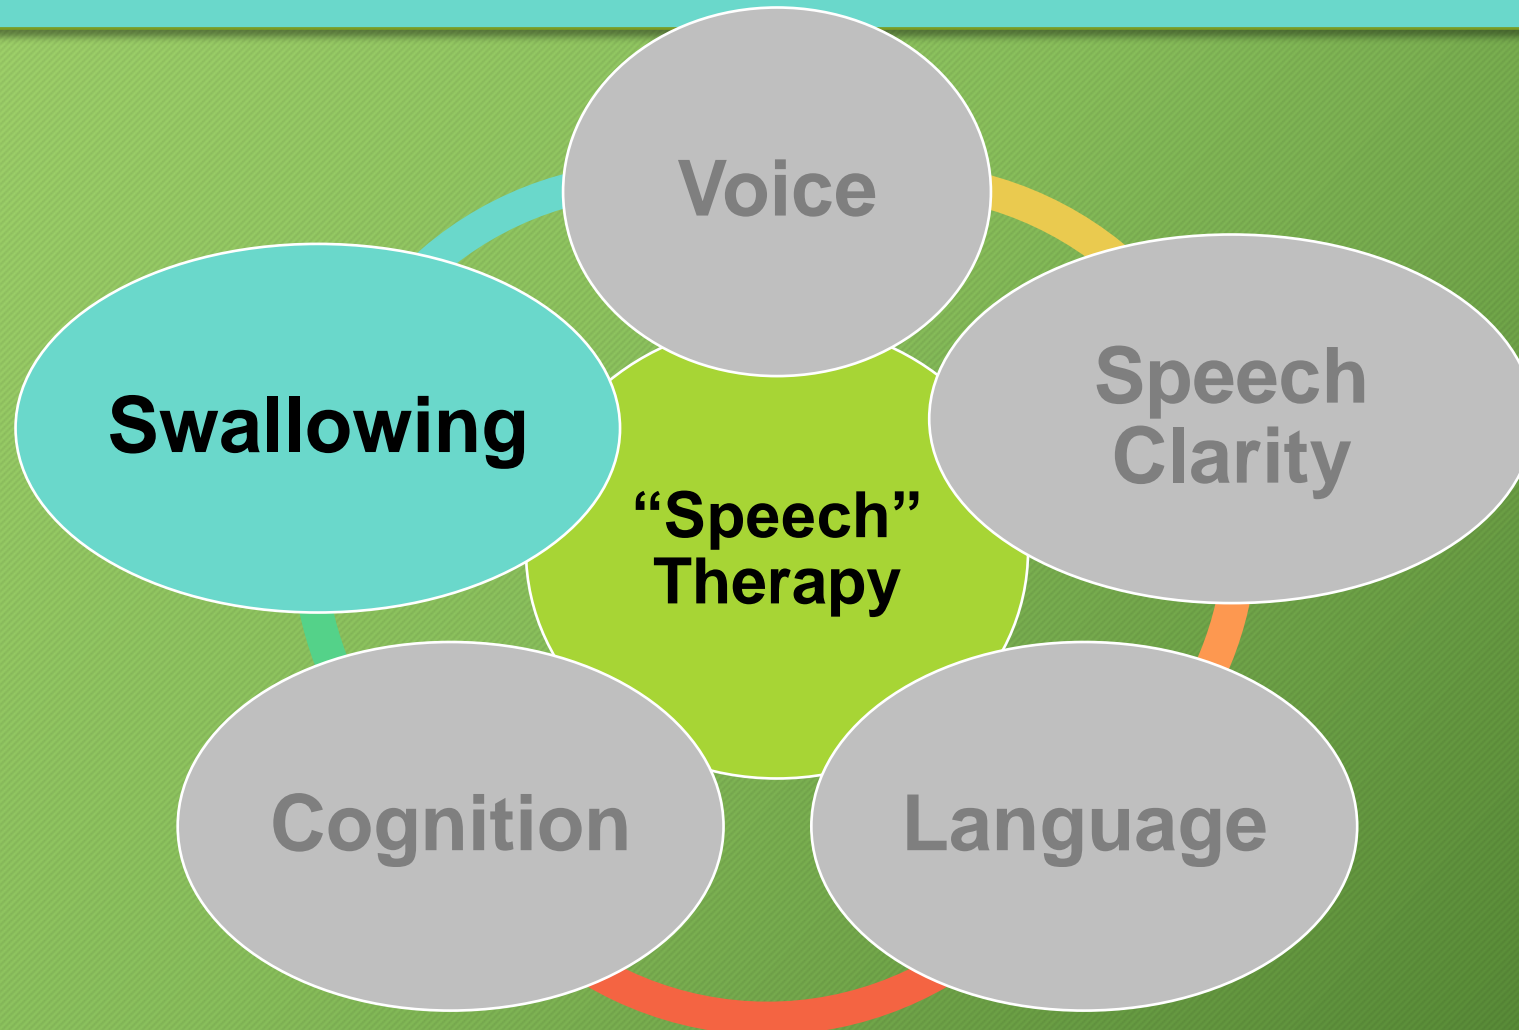 Voice
Speech
Clarity
Swallowing
“Speech”
Therapy
Cognition
Language